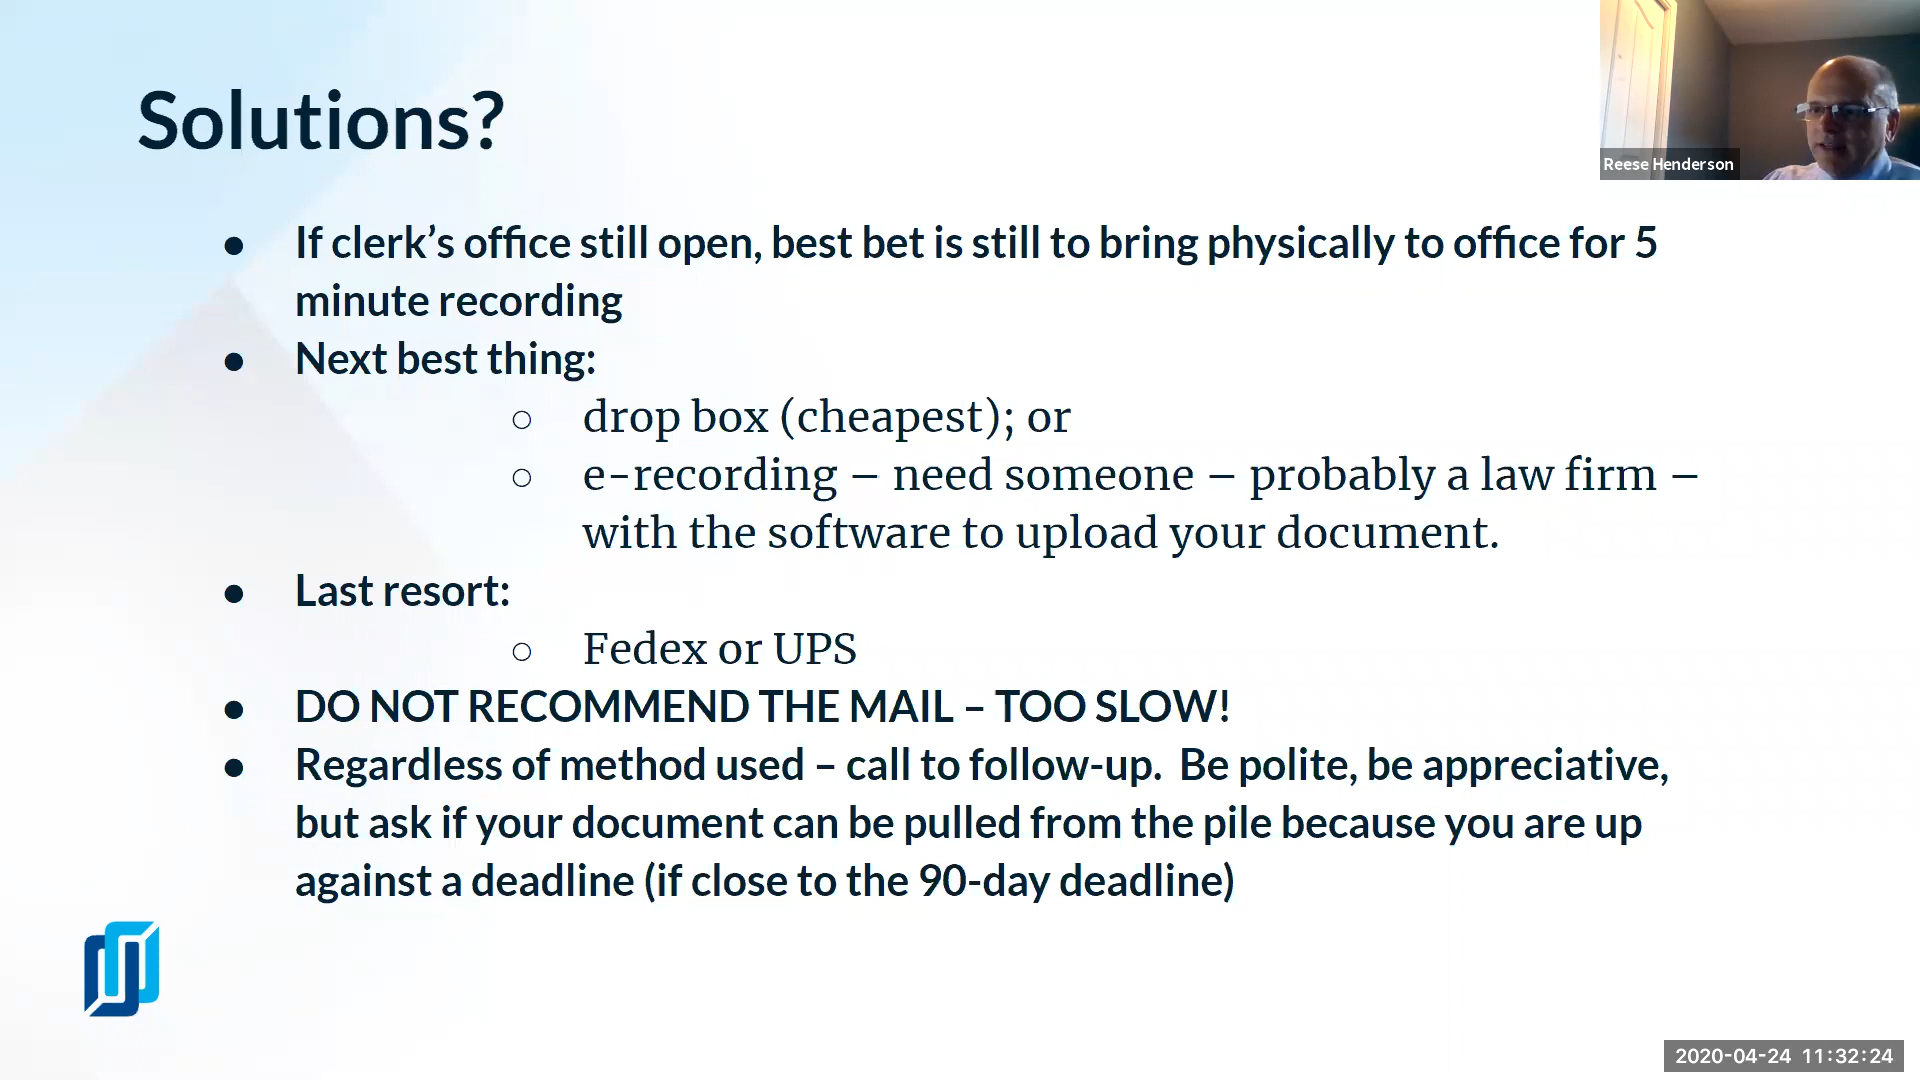 Solutions?
Reese Henderson
● If clerk’s office still open, best bet is still to bring physically to office for 5
minute recording
● Next best thing:
○ drop box (cheapest); or
○ e-recording – need someone – probably a law firm –
with the software to upload your document.
● Last resort:
○ Fedex or UPS
● DO NOT RECOMMEND THE MAIL – TOO SLOW!
● Regardless of method used – call to follow-up.  Be polite, be appreciative,
but ask if your document can be pulled from the pile because you are up
against a deadline (if close to the 90-day deadline)
2020-04-24 11:32:24